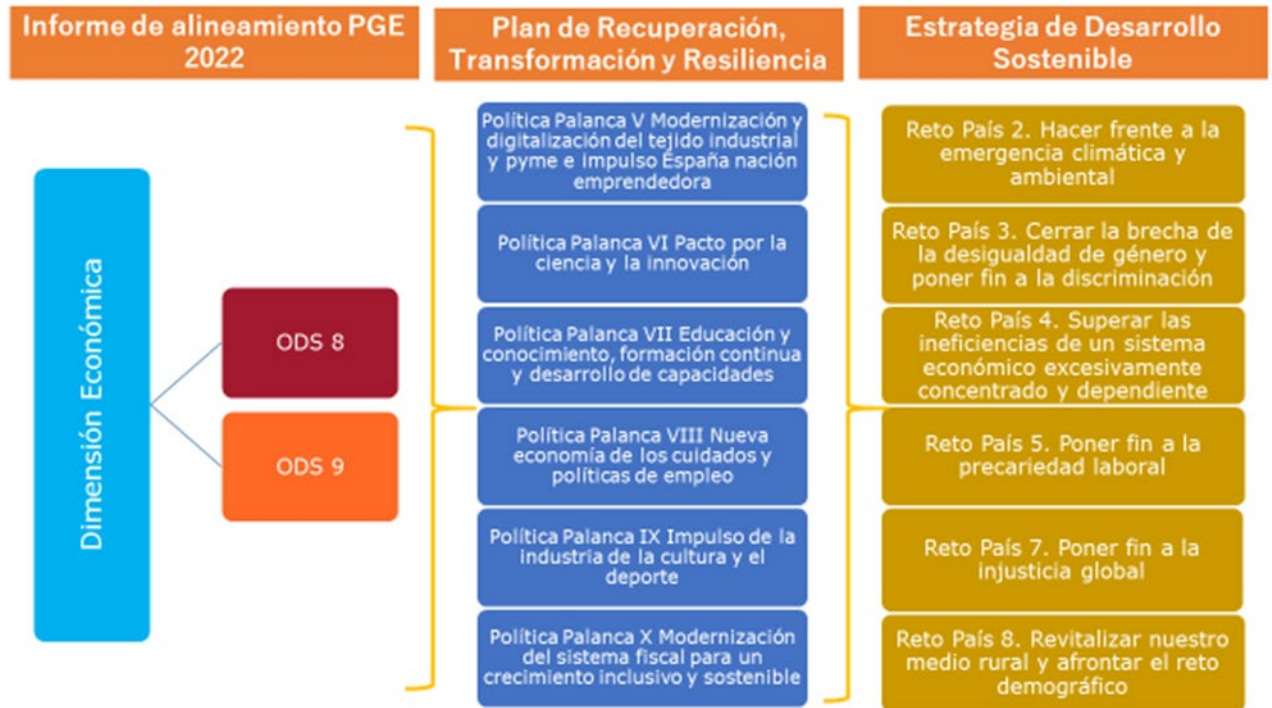 Informe de alineamiento PGE
2022
Plan de Recuperación,
Transformación y Resiliencia
Estrategia de Desarrollo
Sostenible
Dimensión Económica
ODS 8
ODS 9
Política Palanca V Modernización y
digitalización del tejido industrial
y pyme e impulso España nación
emprendedora
Política Palanca VI Pacto por la
ciencia y la innovación
Política Palanca VII Educación y
conocimiento, formación continua
y desarrollo de capacidades
Política Palanca VIII Nueva
economía de los cuidados y
políticas de empleo
Política Palanca IX Impulso de la
industria de la cultura y el
deporte
Política Palanca X Modernización
del sistema fiscal para un
crecimiento inclusivo y sostenible
Reto País 2. Hacer frente a la
emergencia climática y
ambiental
Reto País 3. Cerrar la brecha de
la desigualdad de género y
poner fin a la discriminación
Reto País 4. Superar las
ineficiencias de un sistema
económico excesivamente
concentrado y dependiente
Reto País 5. Poner fin a la
precariedad laboral
Reto País 7. Poner fin a la
injusticia global
Reto País 8. Revitalizar nuestro
medio rural y afrontar el reto
demográfico